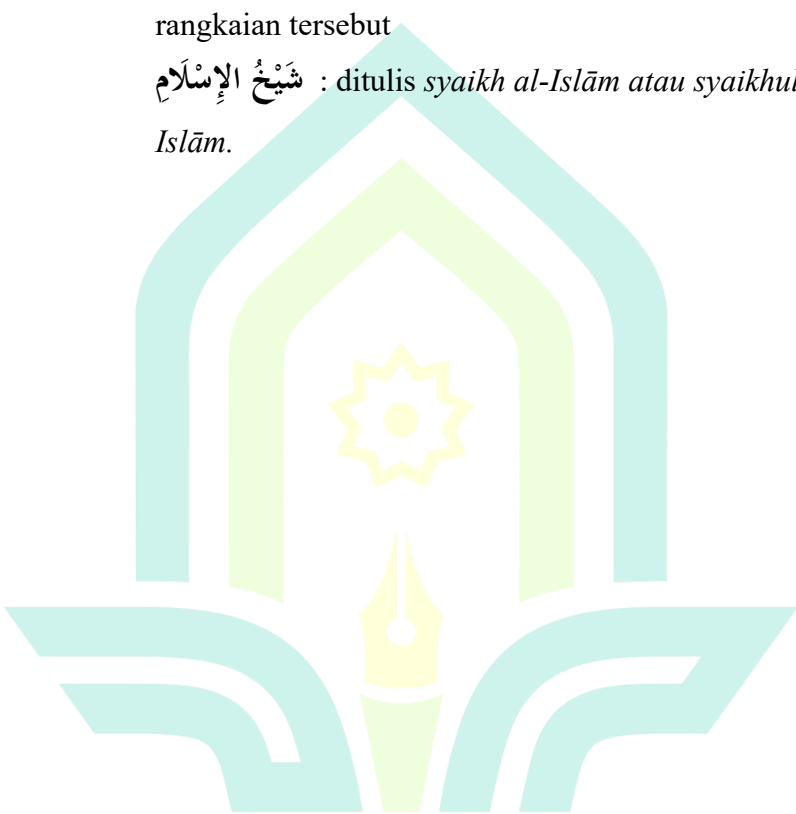 rangkaian tersebut
شَيْخُ الإِسْلَامِ : ditulis syaikh al-Islām atau syaikhul
Islām.